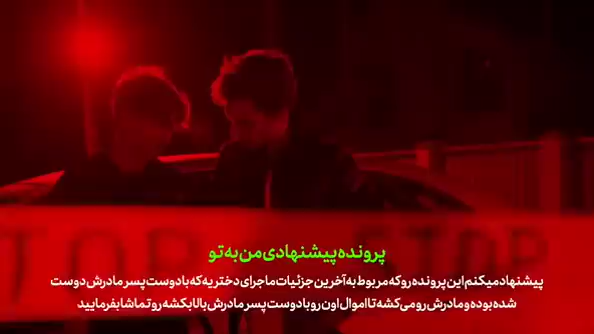 STOP STOP
پرونده پیشنهادی من به تو
پیشنهاد میکنم این پرونده رو که مربوط به آخرین جزئیات ماجرای دختریه که با دوست پسر مادرش دوست
شده بوده و مادرش رو می کشه تا اموال اون رو با دوست پسر مادرش بالا بکشه رو تماشا بفرمایید